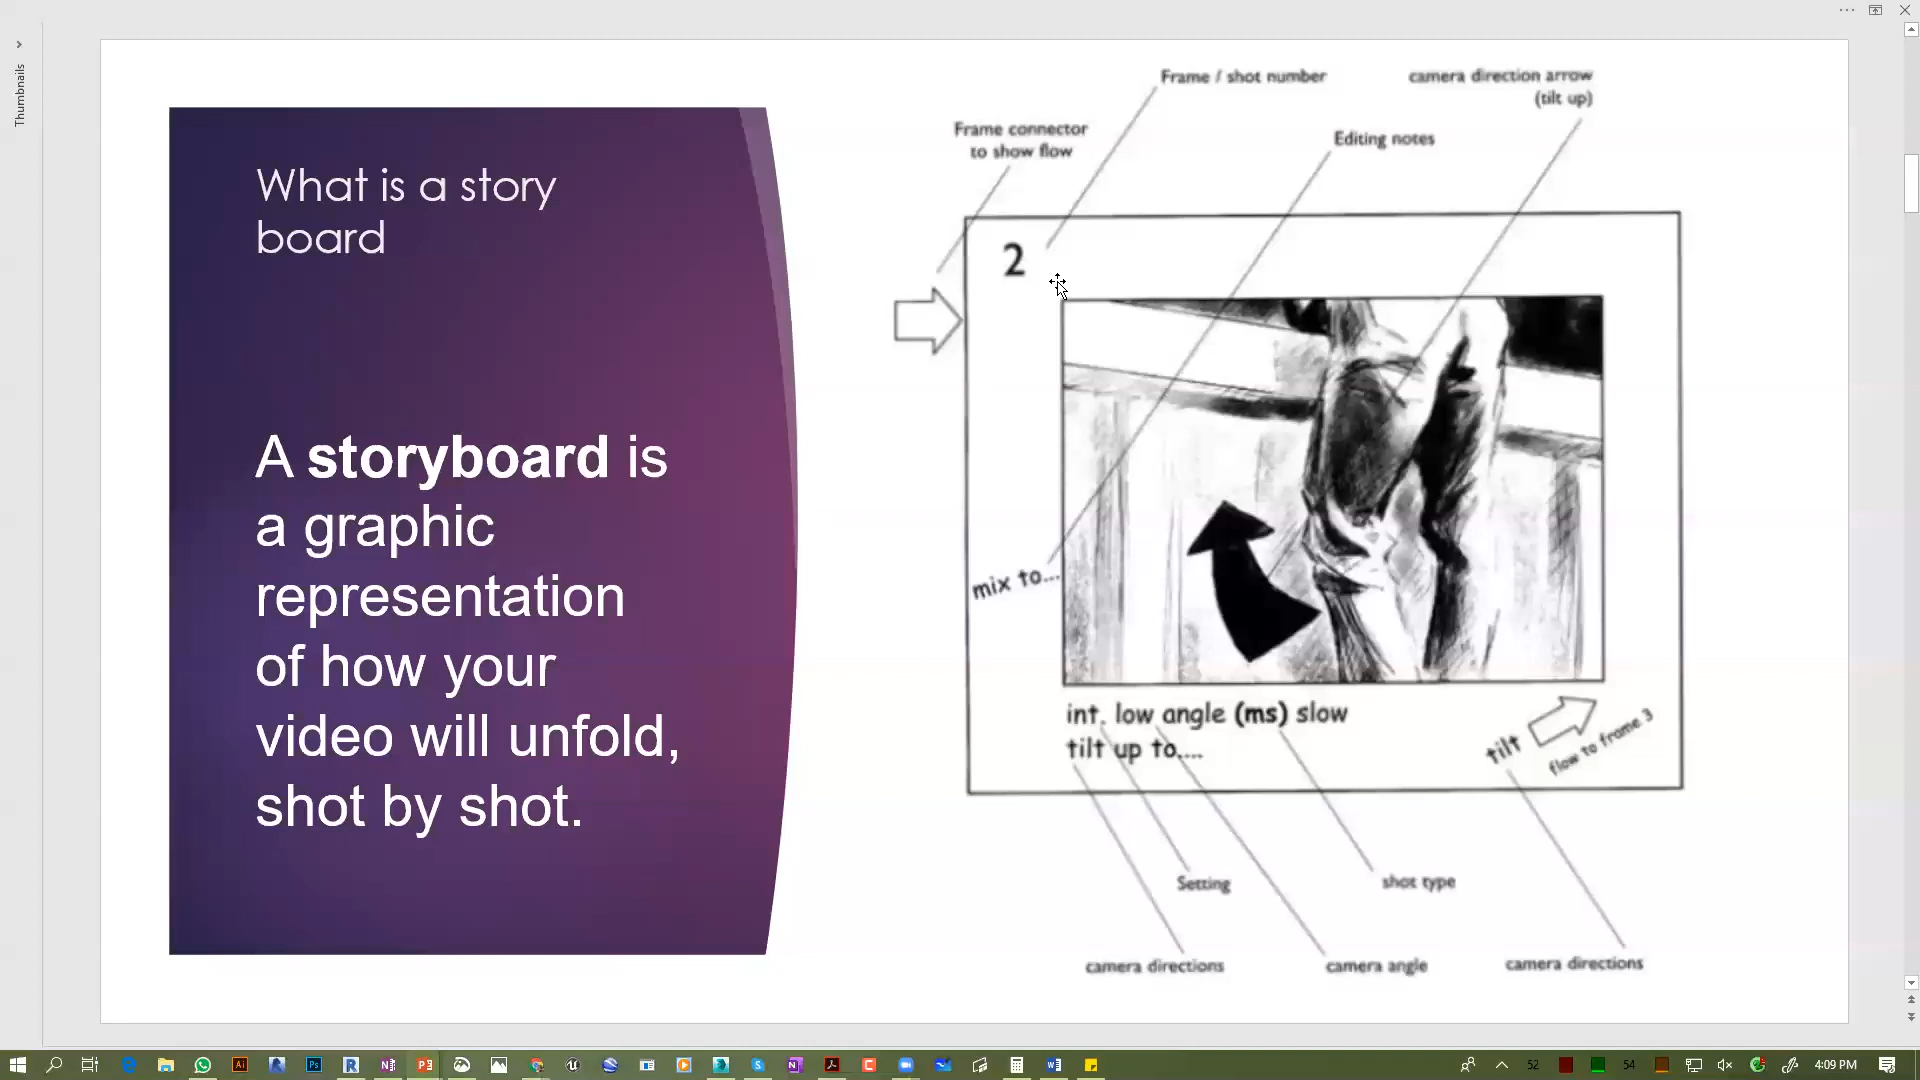 Thumbnails
What is a story
board
A storyboard is
a graphic
representation
of how your
video will unfold,
shot by shot.
Frame / shot number
camera direction arrow
(tilt up)
Frame connector
to show flow
Editing notes
2
mix to...
int. low angle (ms) slow
tilt up to....
tilt
flow to frame 3
Setting
shot type
camera directions
camera angle
camera directions
52
54
4:09 PM